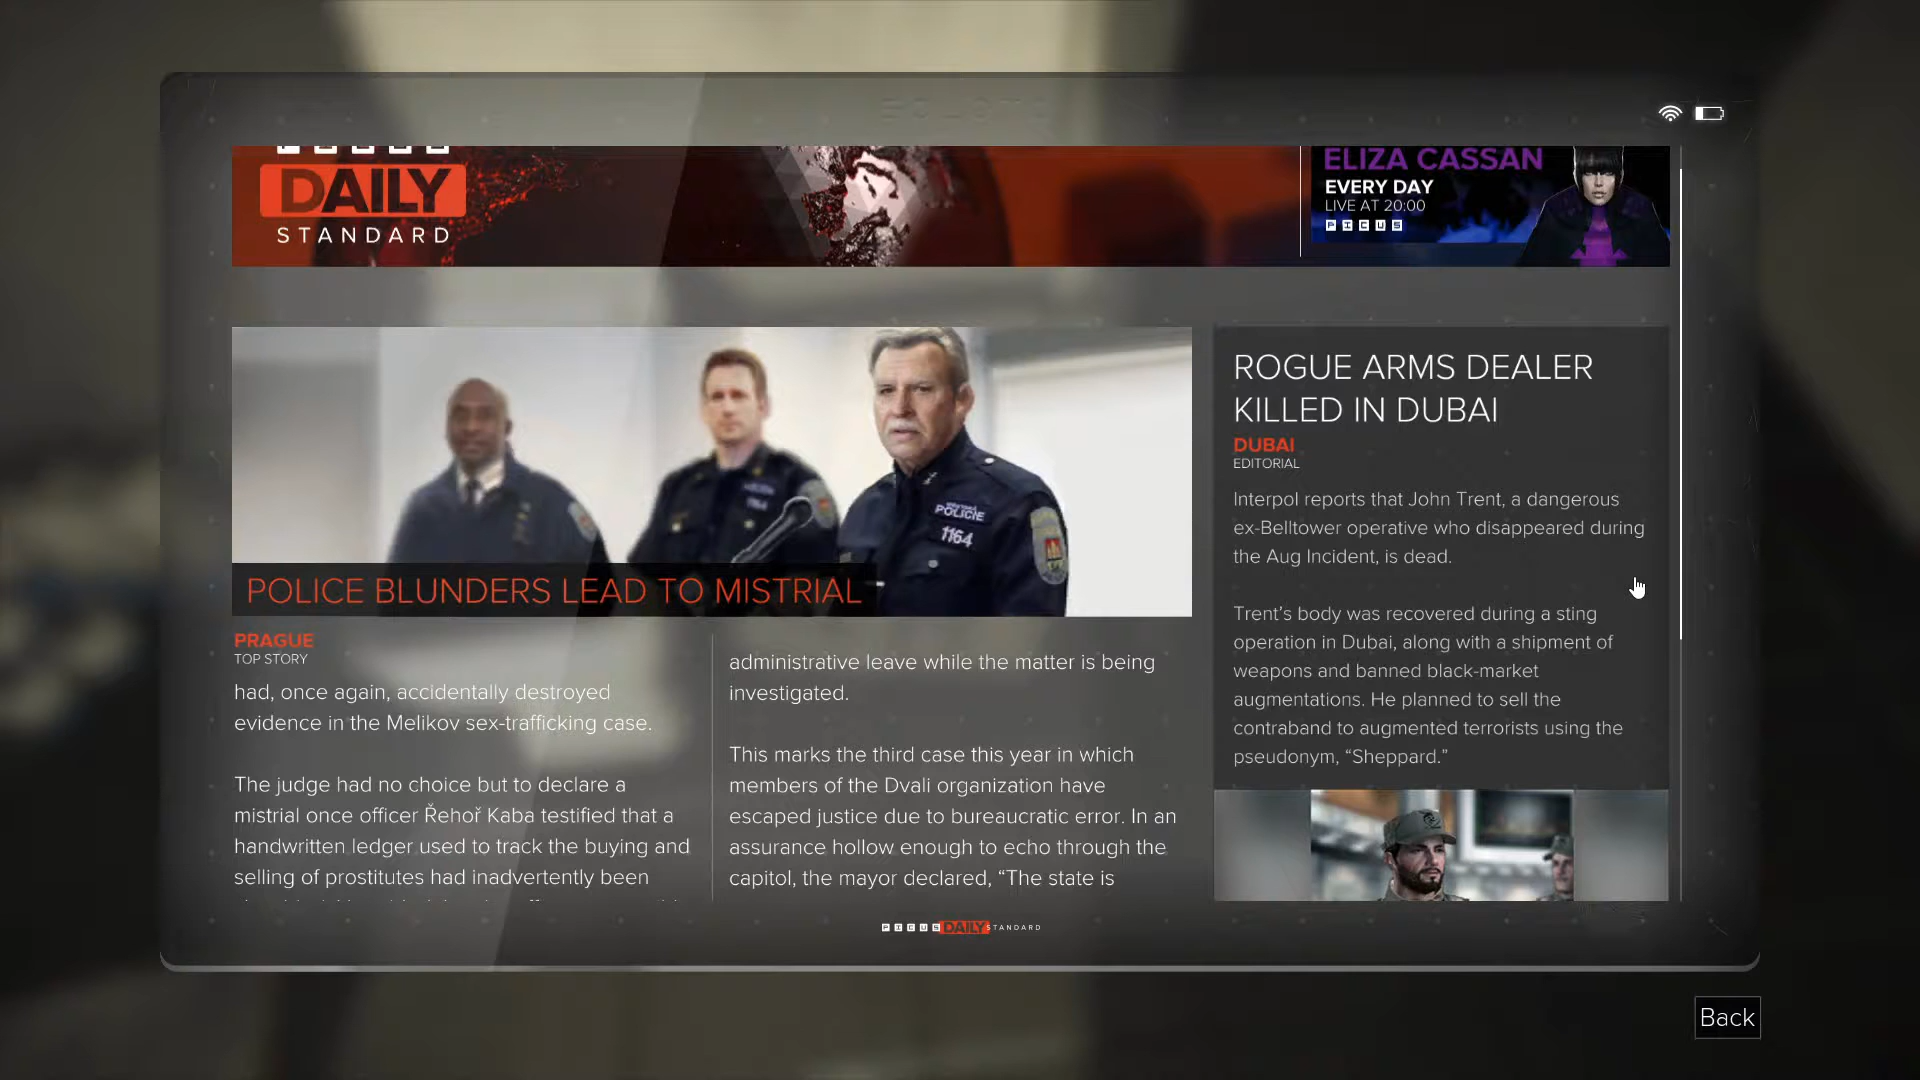 DAILY
STANDARD
ELIZA CASSAN
EVERY DAY
LIVE AT 20:00
PICUS
POLICIE
1164
POLICE BLUNDERS LEAD TO MISTRIAL
PRAGUE
TOP STORY
had, once again, accidentally destroyed
evidence in the Melikov sex-trafficking case.
The judge had no choice but to declare a
mistrial once officer Řehoř Kaba testified that a
handwritten ledger used to track the buying and
selling of prostitutes had inadvertently been
administrative leave while the matter is being
investigated.
This marks the third case this year in which
members of the Dvali organization have
escaped justice due to bureaucratic error. In an
assurance hollow enough to echo through the
capitol, the mayor declared, “The state is
ROGUE ARMS DEALER
KILLED IN DUBAI
DUBAI
EDITORIAL
Interpol reports that John Trent, a dangerous
ex-Belltower operative who disappeared during
the Aug Incident, is dead.
Trent’s body was recovered during a sting
operation in Dubai, along with a shipment of
weapons and banned black-market
augmentations. He planned to sell the
contraband to augmented terrorists using the
pseudonym, “Sheppard.”
PICUS DAILY STANDARD
Back